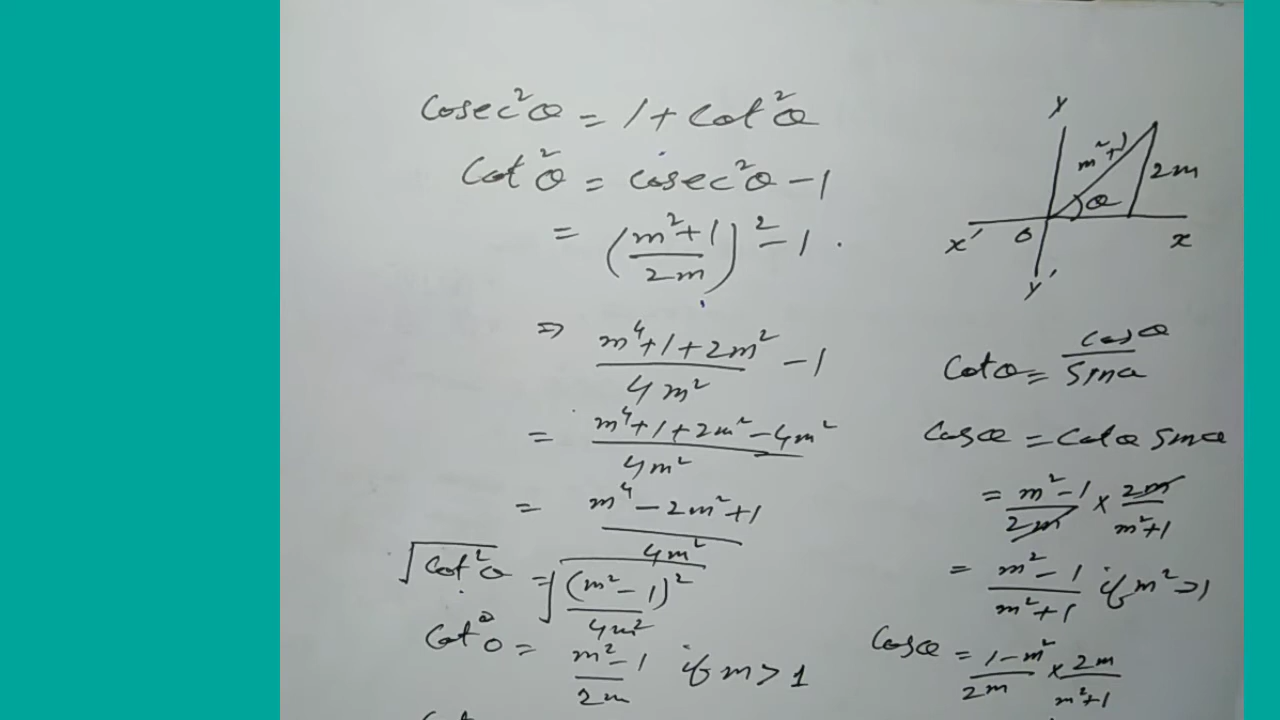 Cosec²θ = 1 + Cot²θ
Cot²θ = cosec²θ - 1
= (m²+1 / 2m)² - 1 .
⇒ m⁴+1+2m² / 4m² - 1
= m⁴+1+2m²-4m² / 4m²
= m⁴-2m²+1 / 4m²
√Cot²θ = √(m²-1)² / 4m²
Cot θ = m²-1 / 2m if m > 1
Y
m²+1
2m
θ
X'
O
X
Y'
Cotθ = Cosθ / Sinθ
Cosθ = Cotθ Sinθ
= m²-1 / 2m × 2m / m²+1
= m²-1 / m²+1 if m² > 1
Cosθ = 1-m² / 2m × 2m / m²+1